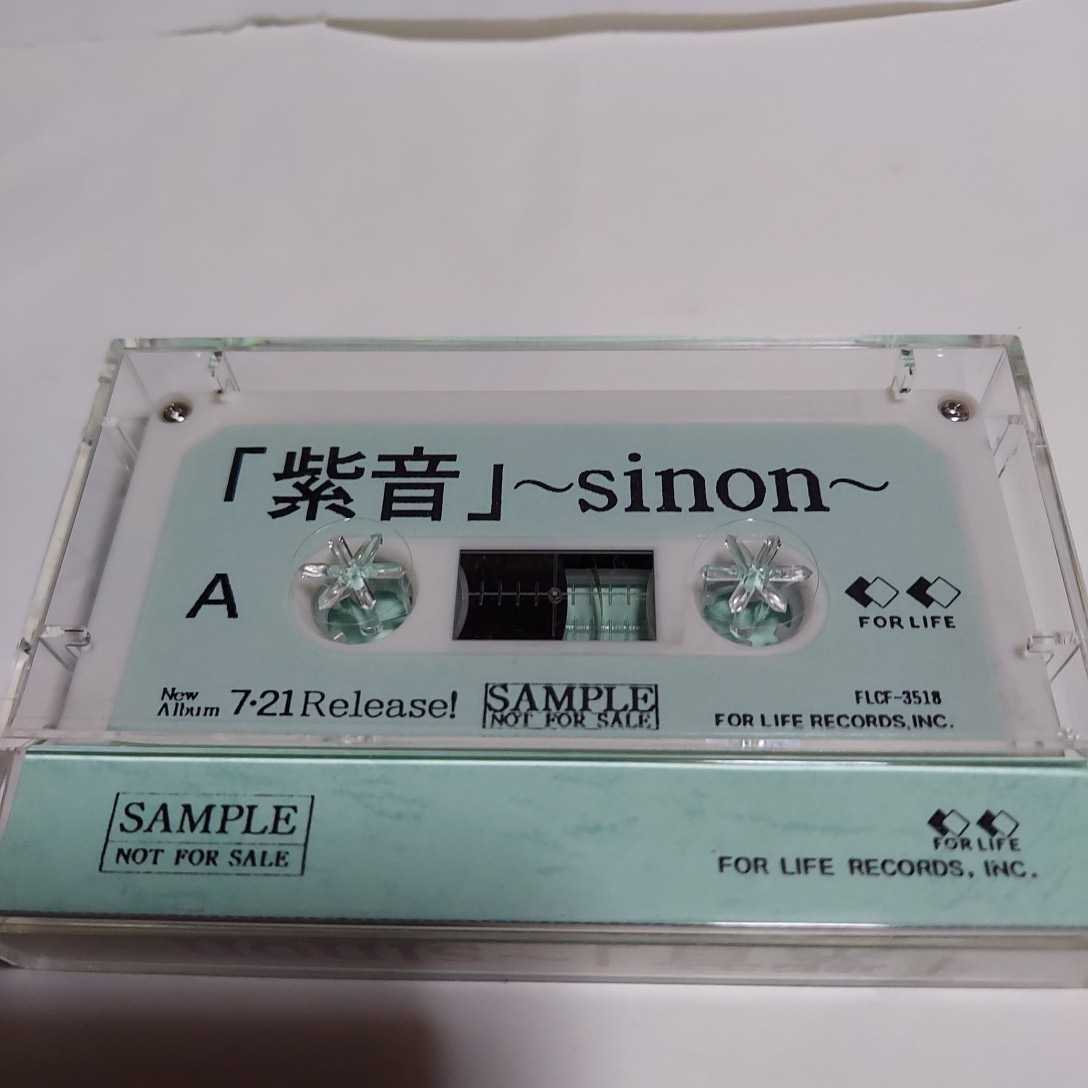 「紫音」～sinon～
A
FOR LIFE
New Album 7・21 Release!
SAMPLE
NOT FOR SALE
FLCF-3518
FOR LIFE RECORDS,INC.
SAMPLE
NOT FOR SALE
FOR LIFE
FOR LIFE RECORDS, INC.